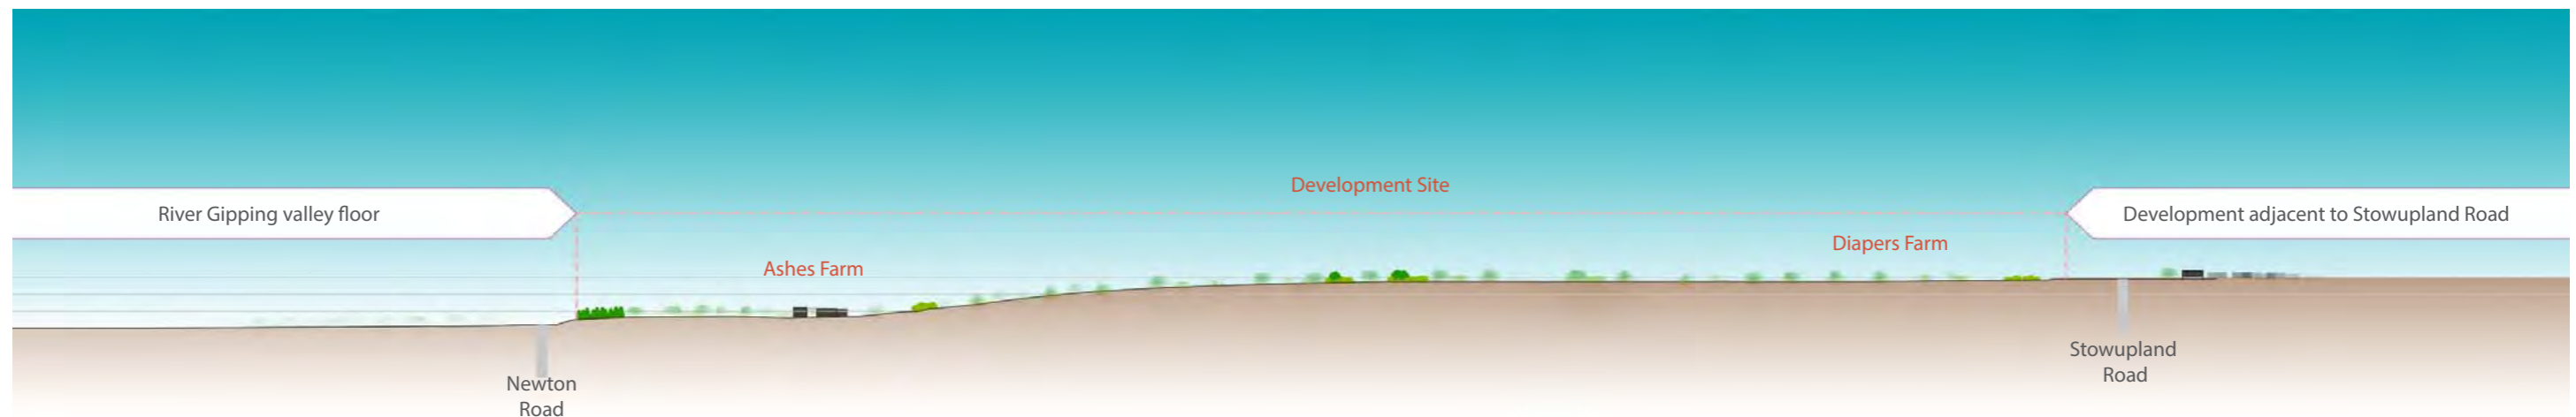 Development Site
River Gipping valley floor
Development adjacent to Stowupland Road
Diapers Farm
Ashes Farm
Stowupland
Road
Newton
Road